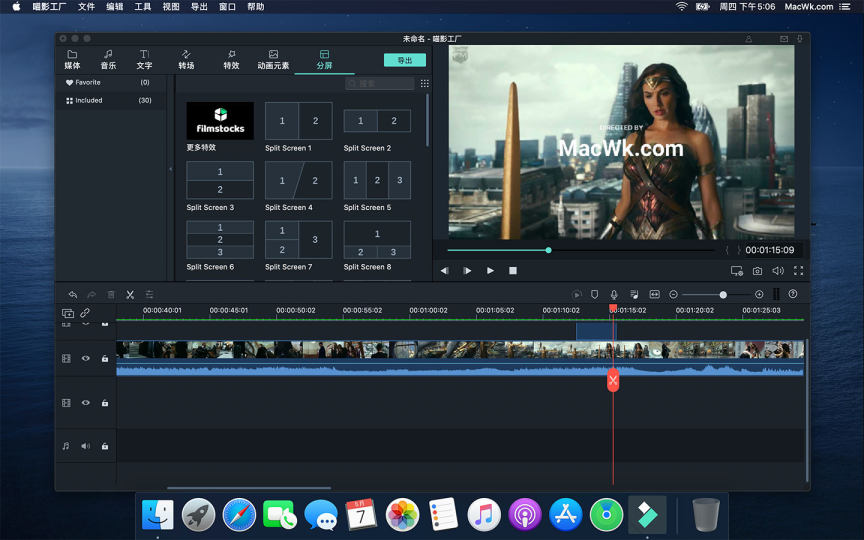 喵影工厂 文件 编辑 工具 视图 导出 窗口 帮助 周四 下午5:06 MacWk.com
未命名 - 喵影工厂
媒体 音乐 文字 转场 特效 动画元素 分屏 导出
Favorite (0) 搜索
Included (30)
filmstocks 1 2 1 2
更多特效 Split Screen 1 Split Screen 2
1 2 1 2 1 2 3
Split Screen 3 Split Screen 4 Split Screen 5
1 2 3 1 2 3 1 2 3
Split Screen 6 Split Screen 7 Split Screen 8
DIRECTED BY
MacWk.com
00:01:15:09
00:00:40:01 00:00:45:01 00:00:50:02 00:00:55:02 00:01:00:02 00:01:05:02 00:01:10:02 00:01:15:02 00:01:20:02 00:01:25:03
5月
7